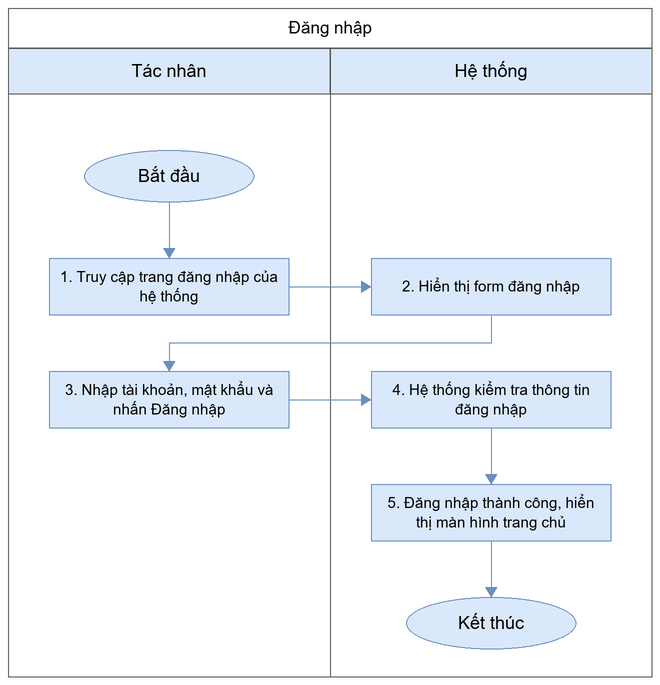 Đăng nhập
Tác nhân
Hệ thống
Bắt đầu
1. Truy cập trang đăng nhập của
hệ thống
2. Hiển thị form đăng nhập
3. Nhập tài khoản, mật khẩu và
nhấn Đăng nhập
4. Hệ thống kiểm tra thông tin
đăng nhập
5. Đăng nhập thành công, hiển
thị màn hình trang chủ
Kết thúc